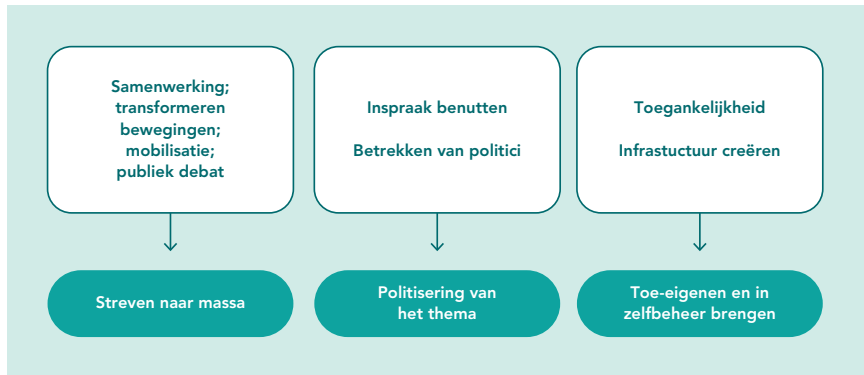 Samenwerking;
transformeren
bewegingen;
mobilisatie;
publiek debat
Inspraak benutten
Betrekken van politici
Toegankelijkheid
Infrastuctuur creëren
Streven naar massa
Politisering van
het thema
Toe-eigenen en in
zelfbeheer brengen